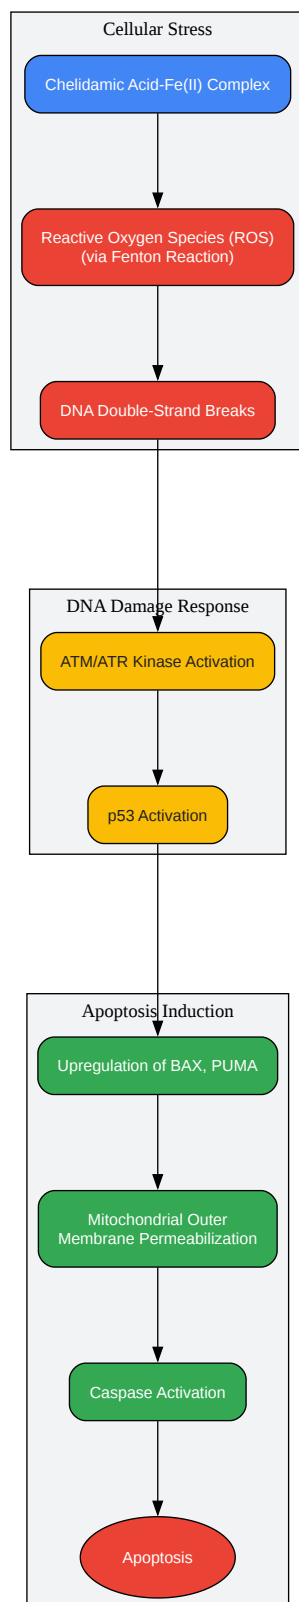 Cellular Stress
Chelidamic Acid-Fe(II) Complex
Reactive Oxygen Species (ROS)
(via Fenton Reaction)
DNA Double-Strand Breaks
DNA Damage Response
ATM/ATR Kinase Activation
p53 Activation
Apoptosis Induction
Upregulation of BAX, PUMA
Mitochondrial Outer
Membrane Permeabilization
Caspase Activation
Apoptosis